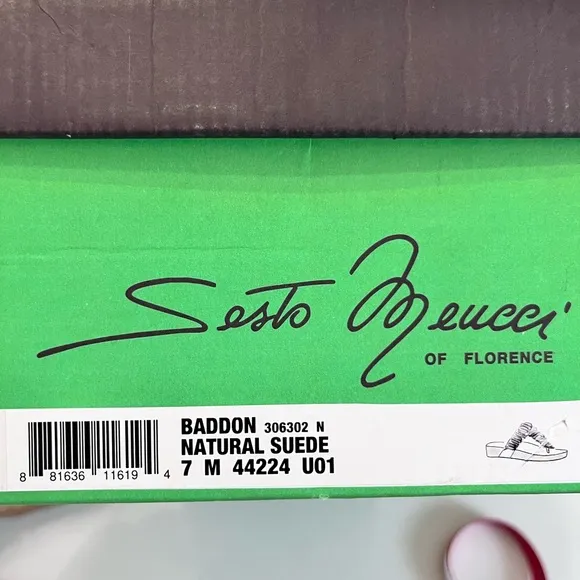 Sesto Meucci
OF FLORENCE
BADDON 306302 N
NATURAL SUEDE
7 M 44224 U01
8 81636 11619 4